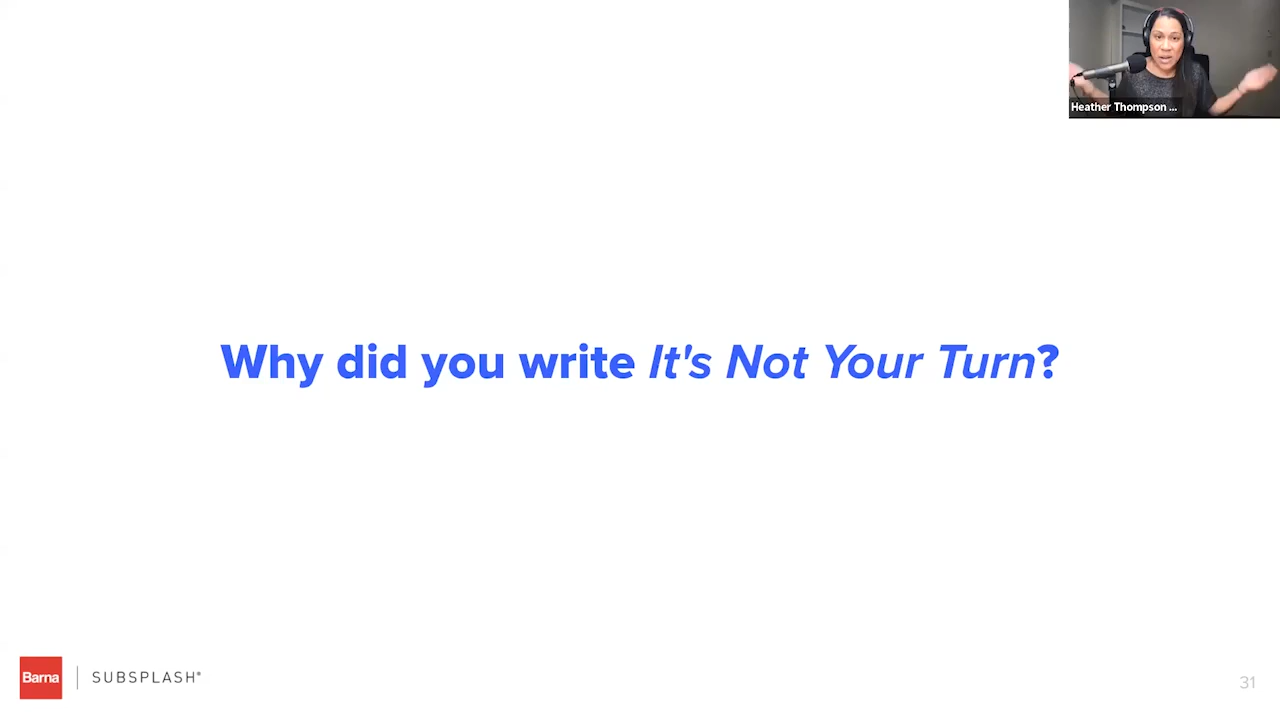 Heather Thompson ...
Why did you write It's Not Your Turn?
Barna
SUBSPLASH®
31